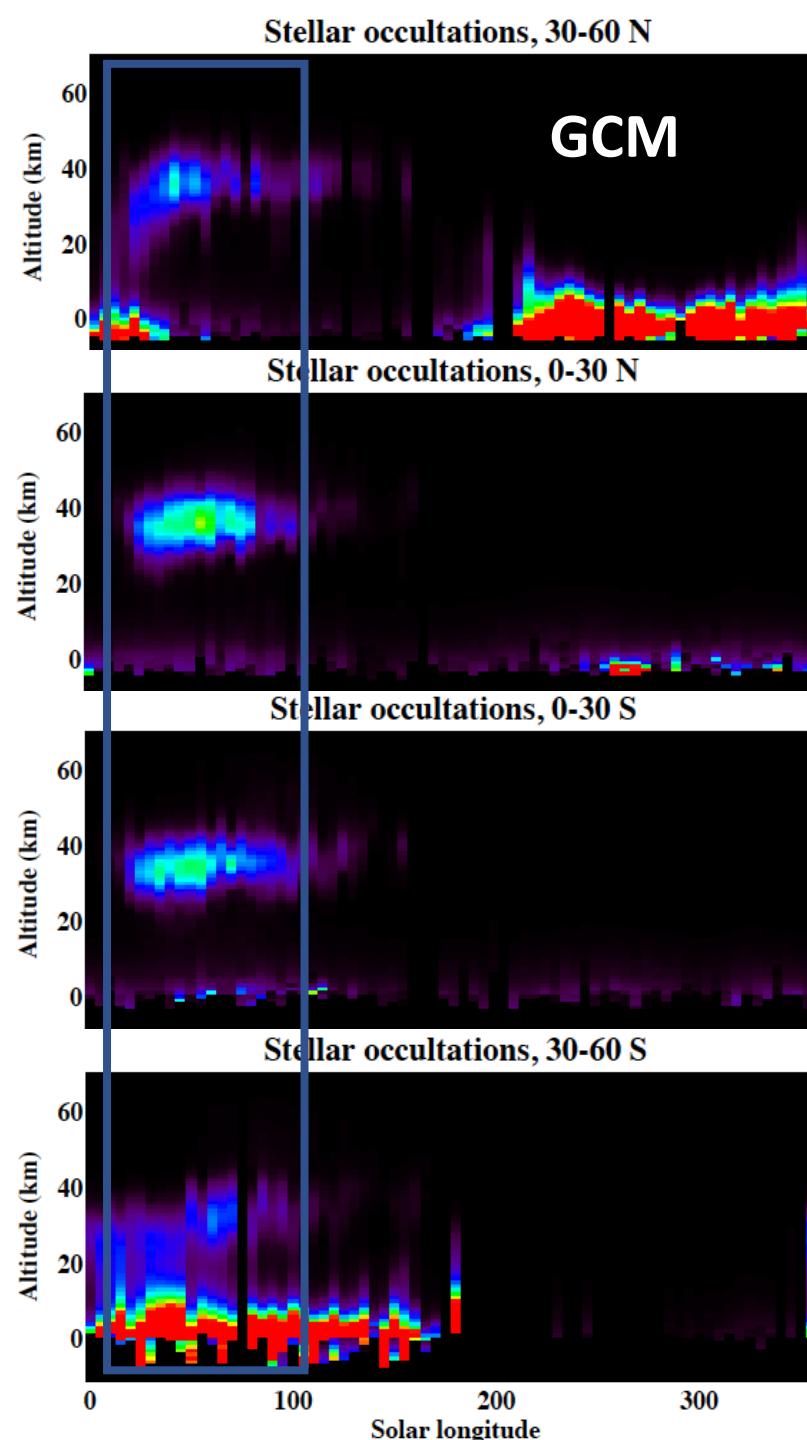 Stellar occultations, 30-60 N
GCM
60
40
20
0
Altitude (km)
Stellar occultations, 0-30 N
60
40
20
0
Altitude (km)
Stellar occultations, 0-30 S
60
40
20
0
Altitude (km)
Stellar occultations, 30-60 S
60
40
20
0
Altitude (km)
0 100 200 300
Solar longitude